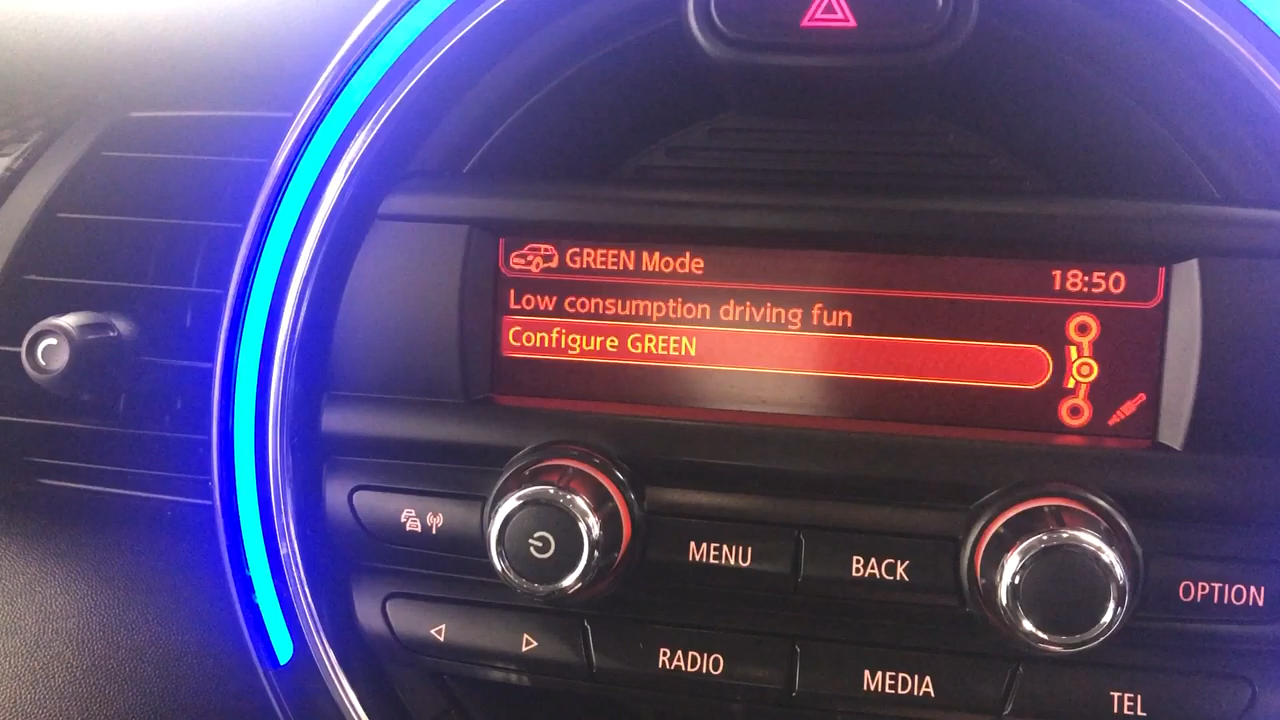 GREEN Mode
18:50
Low consumption driving fun
Configure GREEN
MENU
BACK
OPTION
RADIO
MEDIA
TEL